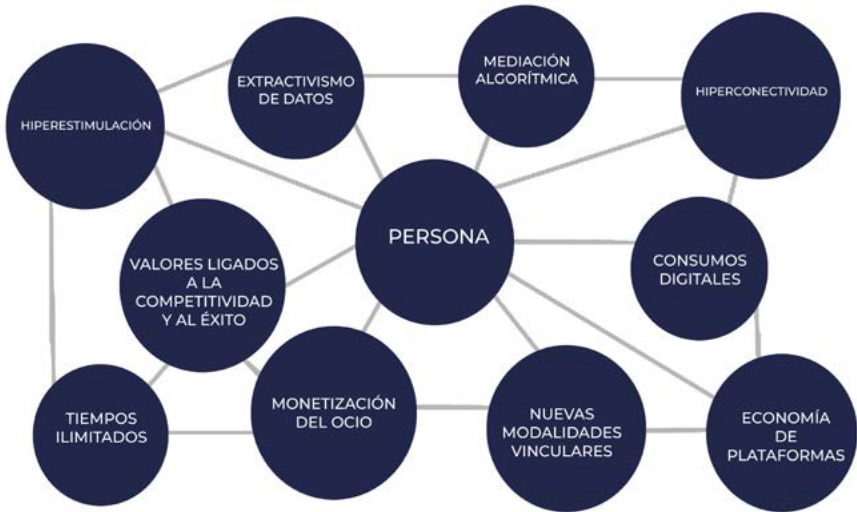 EXTRACTIVISMO
DE DATOS
MEDIACIÓN
ALGORÍTMICA
HIPERCONECTIVIDAD
HIPERESTIMULACIÓN
PERSONA
VALORES LIGADOS
A LA
COMPETITIVIDAD
Y AL ÉXITO
CONSUMOS
DIGITALES
TIEMPOS
ILIMITADOS
MONETIZACIÓN
DEL OCIO
NUEVAS
MODALIDADES
VINCULARES
ECONOMÍA
DE
PLATAFORMAS